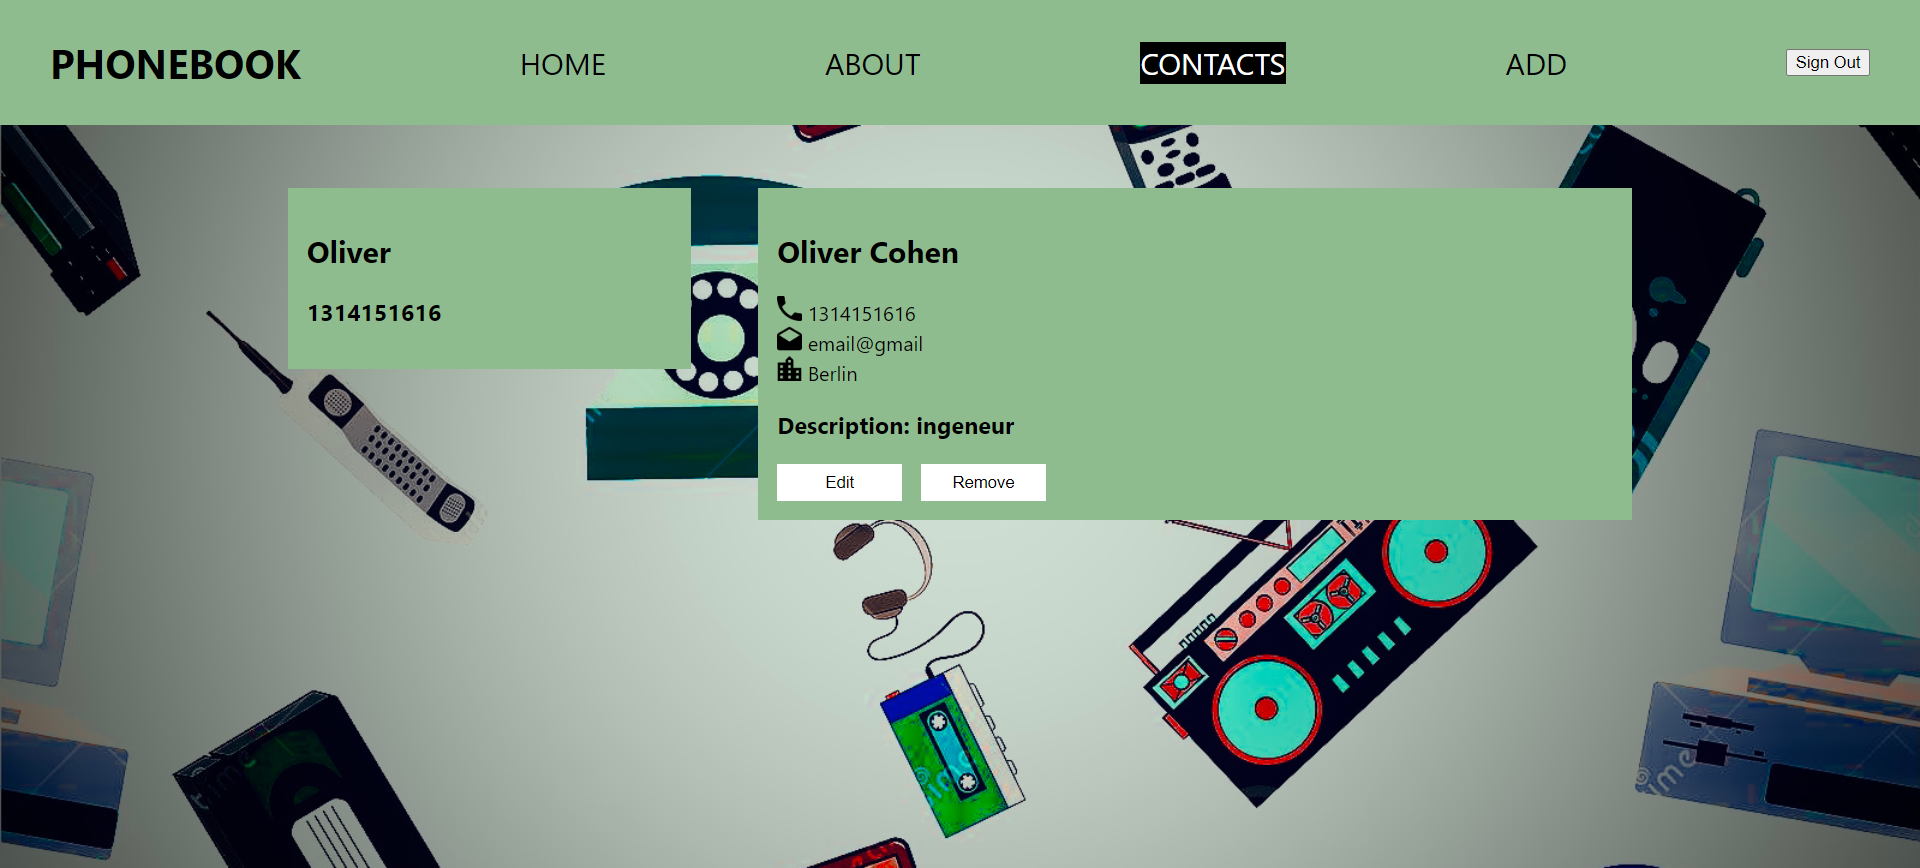 PHONEBOOK HOME ABOUT CONTACTS ADD Sign Out
Oliver
1314151616
Oliver Cohen
1314151616
email@gmail
Berlin
Description: ingeneur
Edit Remove